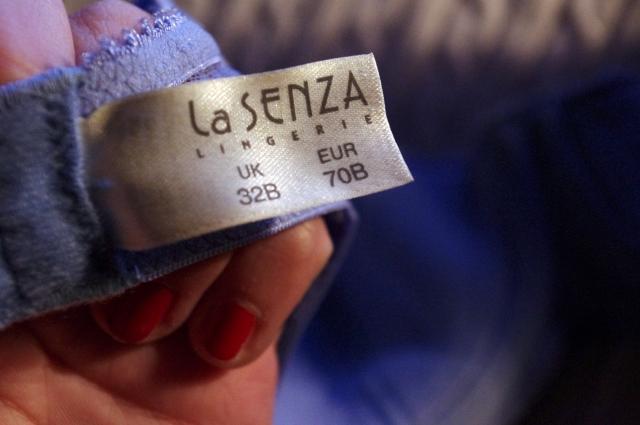 La SENZA
LINGERIE
UK EUR
32B 70B